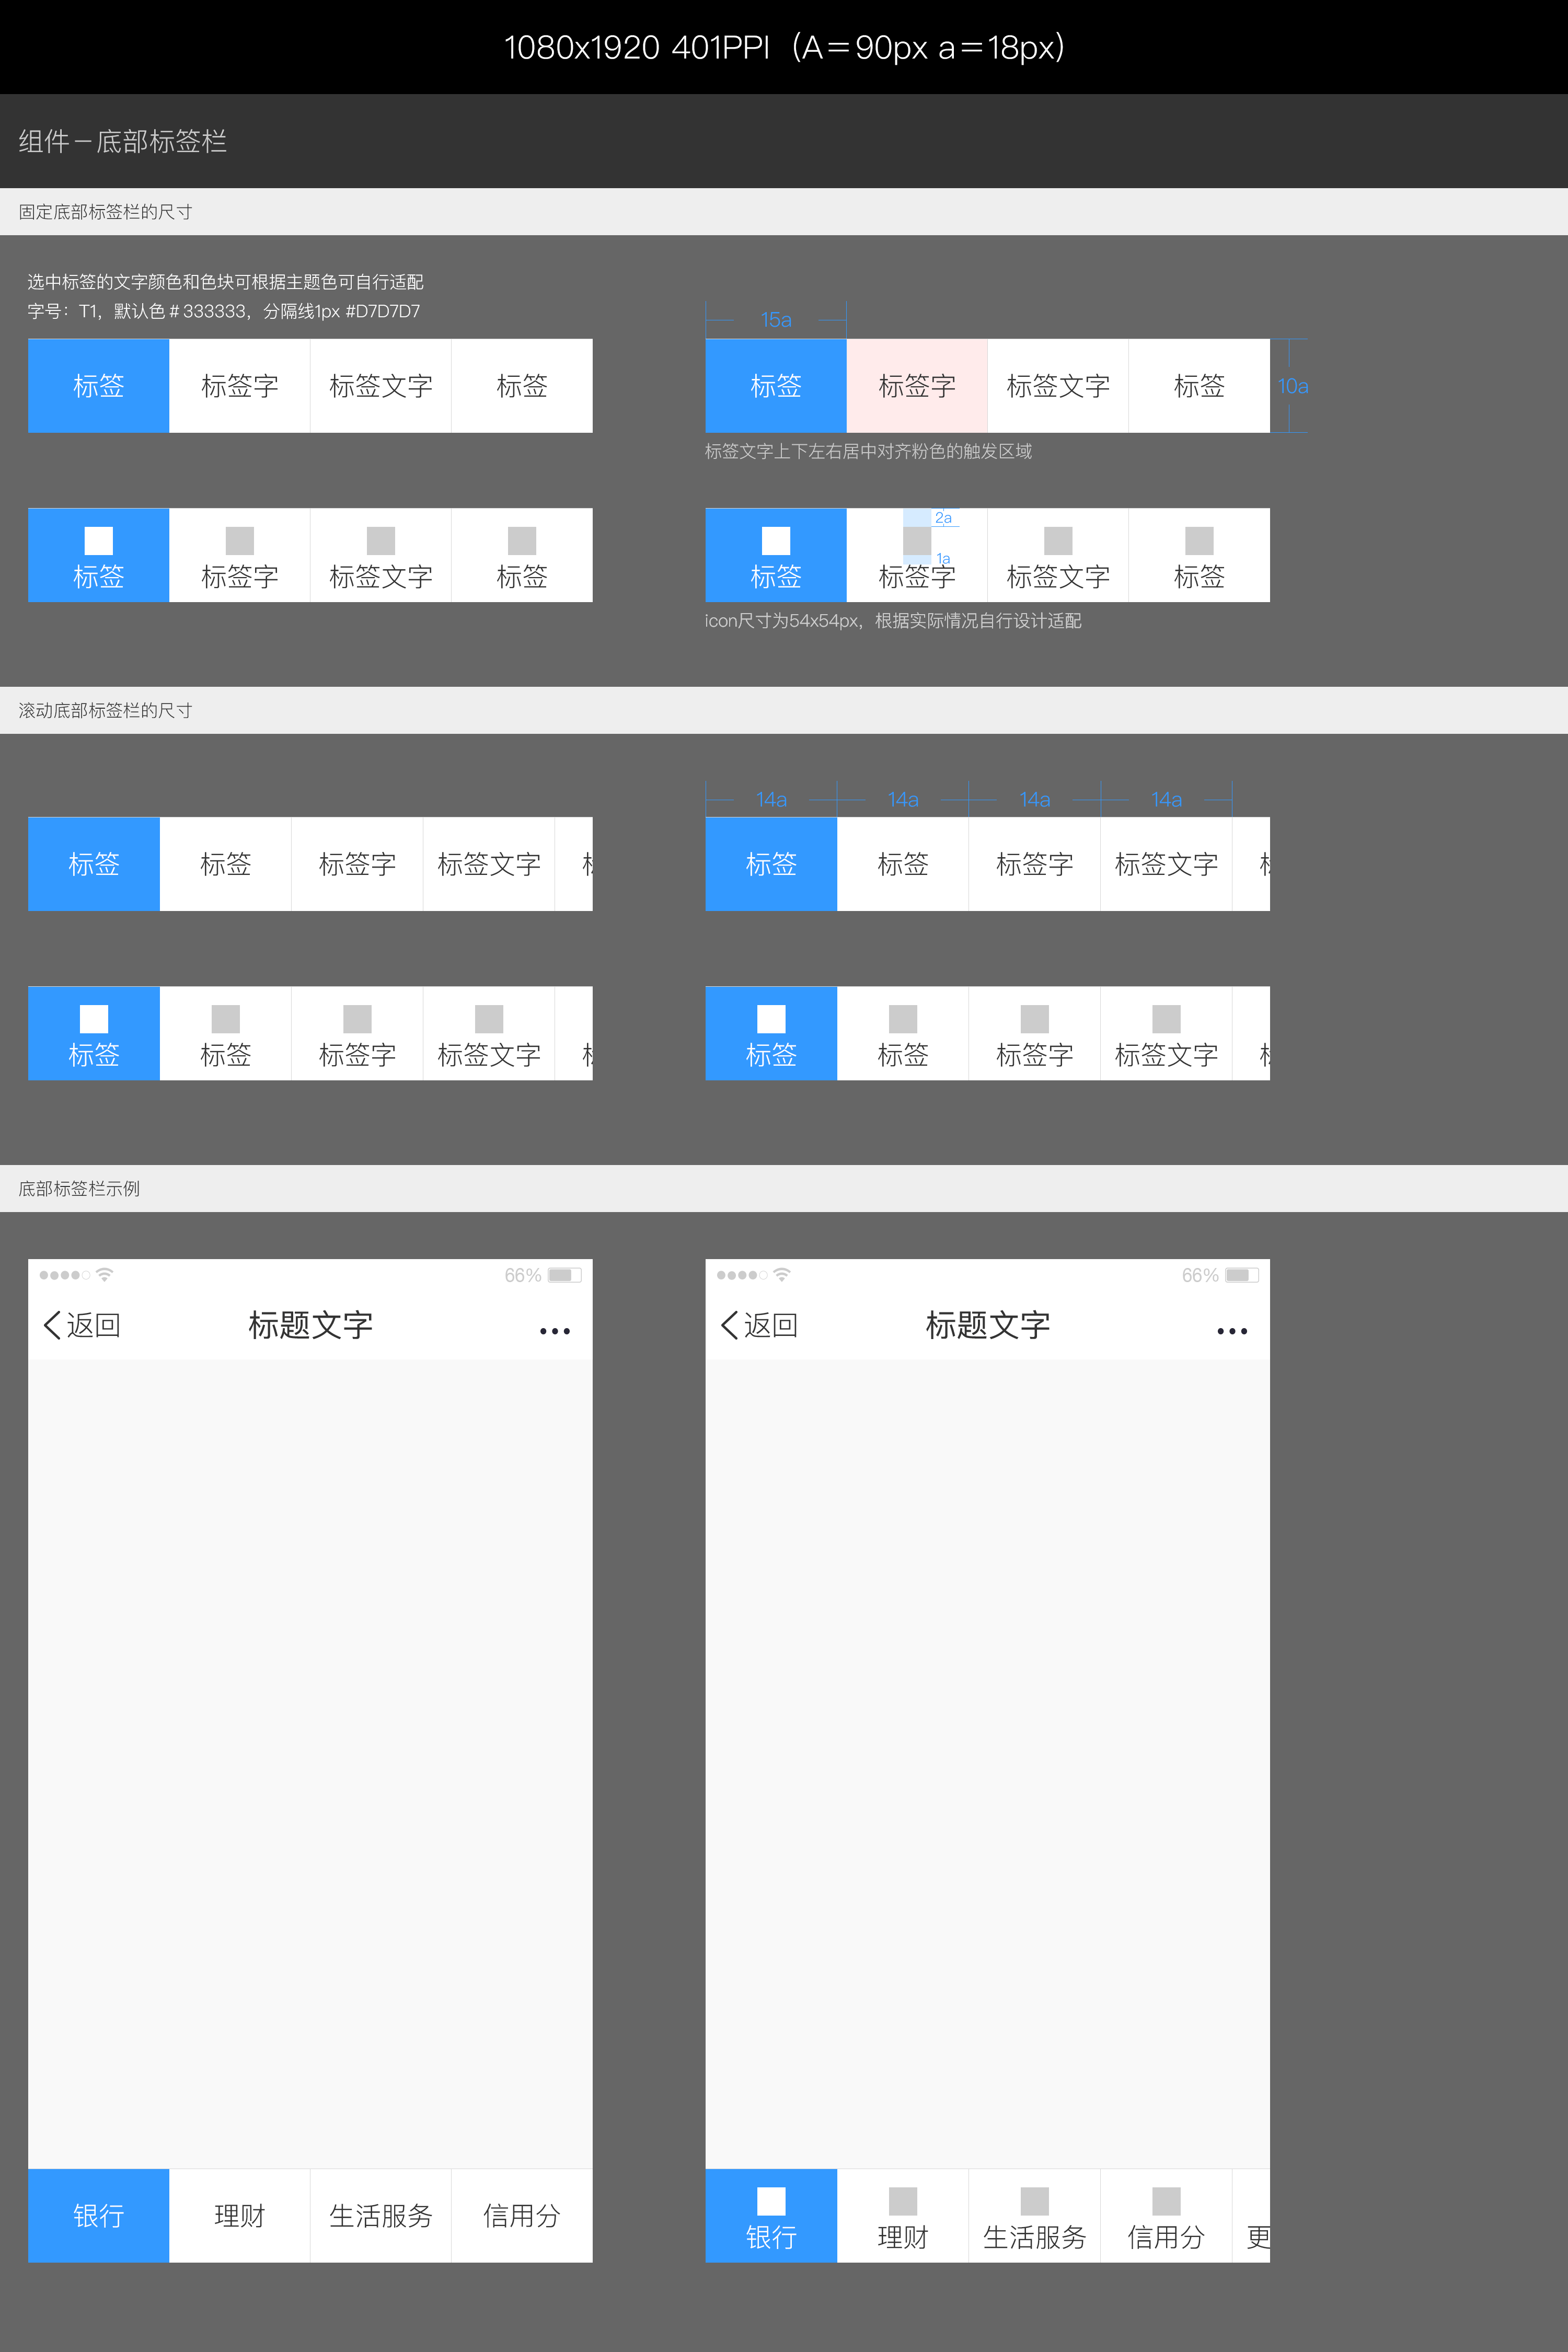 1080x1920 401PPI（A＝90px a＝18px）
组件－底部标签栏
固定底部标签栏的尺寸
选中标签的文字颜色和色块可根据主题色可自行适配
字号：T1，默认色＃333333，分隔线1px #D7D7D7
15a
标签 标签字 标签文字 标签
标签 标签字 标签文字 标签
10a
标签文字上下左右居中对齐粉色的触发区域
标签 标签字 标签文字 标签
2a
1a
标签 标签字 标签文字 标签
icon尺寸为54x54px，根据实际情况自行设计适配
滚动底部标签栏的尺寸
14a 14a 14a 14a
标签 标签 标签字 标签文字
标签 标签 标签字 标签文字
标签 标签 标签字 标签文字
标签 标签 标签字 标签文字
底部标签栏示例
66%
返回 标题文字
银行 理财 生活服务 信用分
66%
返回 标题文字
银行 理财 生活服务 信用分 更